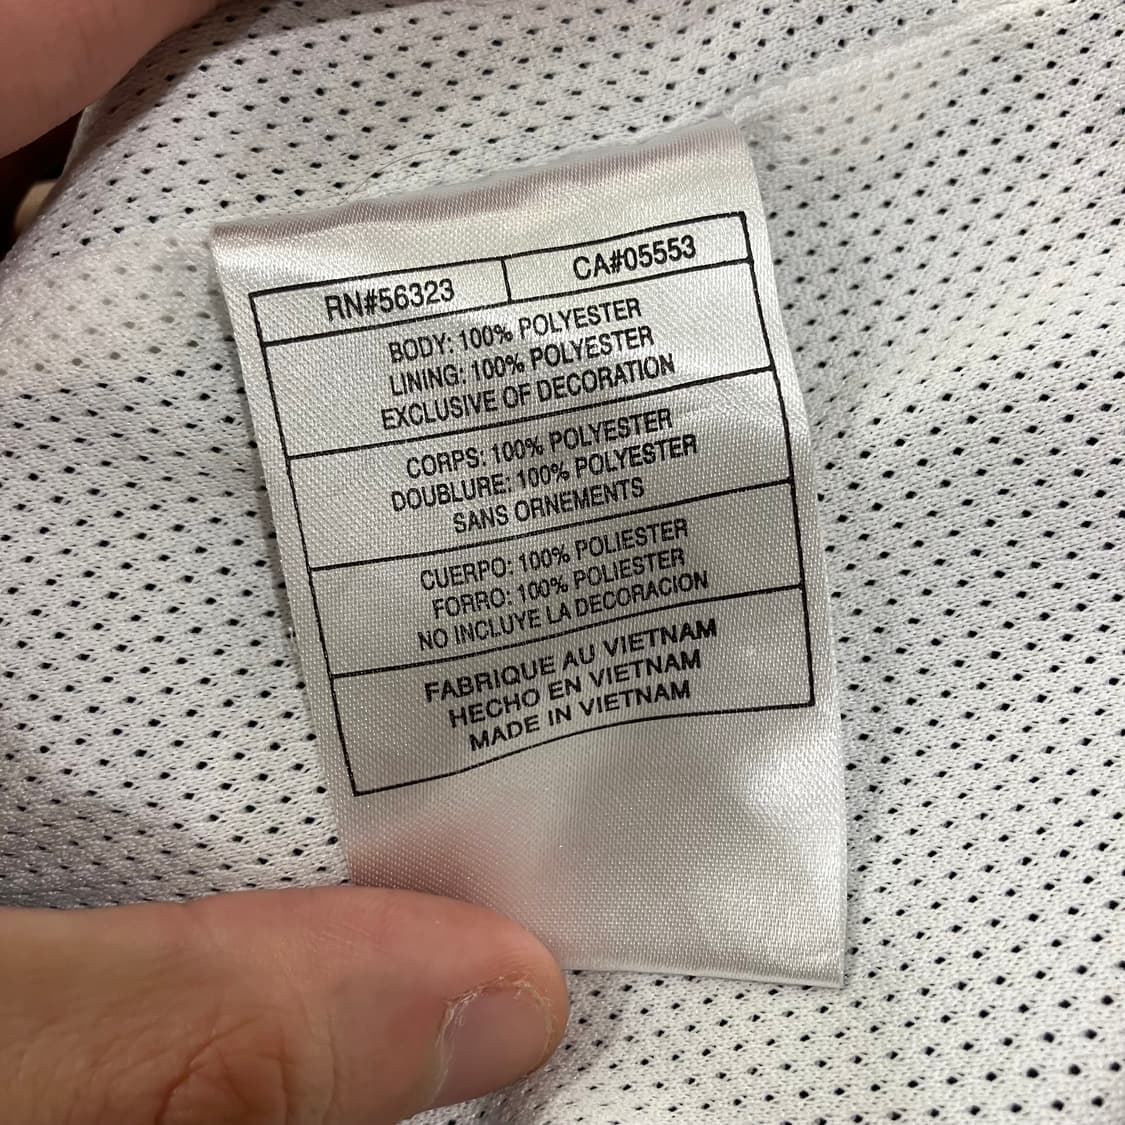 RN#56323 CA#05553
BODY: 100% POLYESTER
LINING: 100% POLYESTER
EXCLUSIVE OF DECORATION
CORPS: 100% POLYESTER
DOUBLURE: 100% POLYESTER
SANS ORNEMENTS
CUERPO: 100% POLIESTER
FORRO: 100% POLIESTER
NO INCLUYE LA DECORACION
FABRIQUE AU VIETNAM
HECHO EN VIETNAM
MADE IN VIETNAM